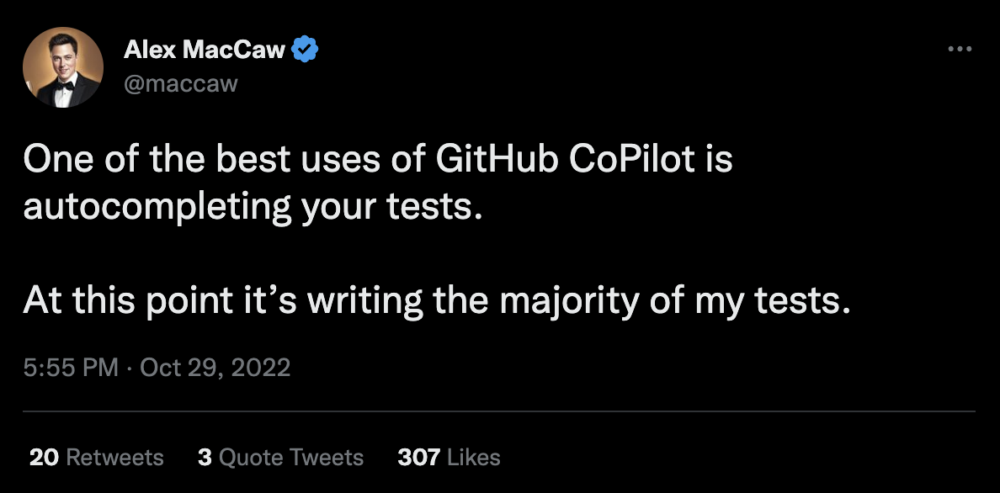 Alex MacCaw
@maccaw
One of the best uses of GitHub CoPilot is
autocompleting your tests.
At this point it’s writing the majority of my tests.
5:55 PM · Oct 29, 2022
20 Retweets 3 Quote Tweets 307 Likes